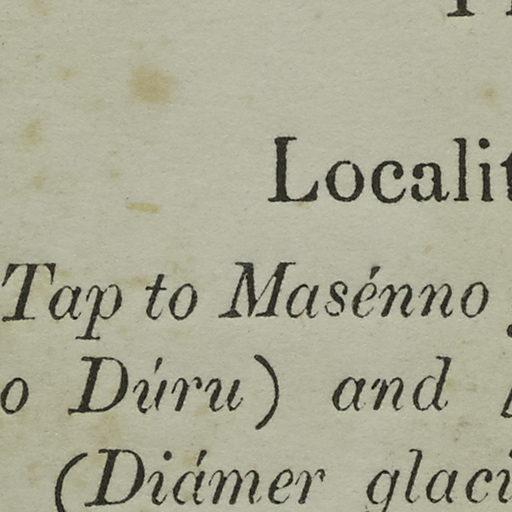 Localit
Tap to Masénno
o Dúru) and
(Diámer glaci